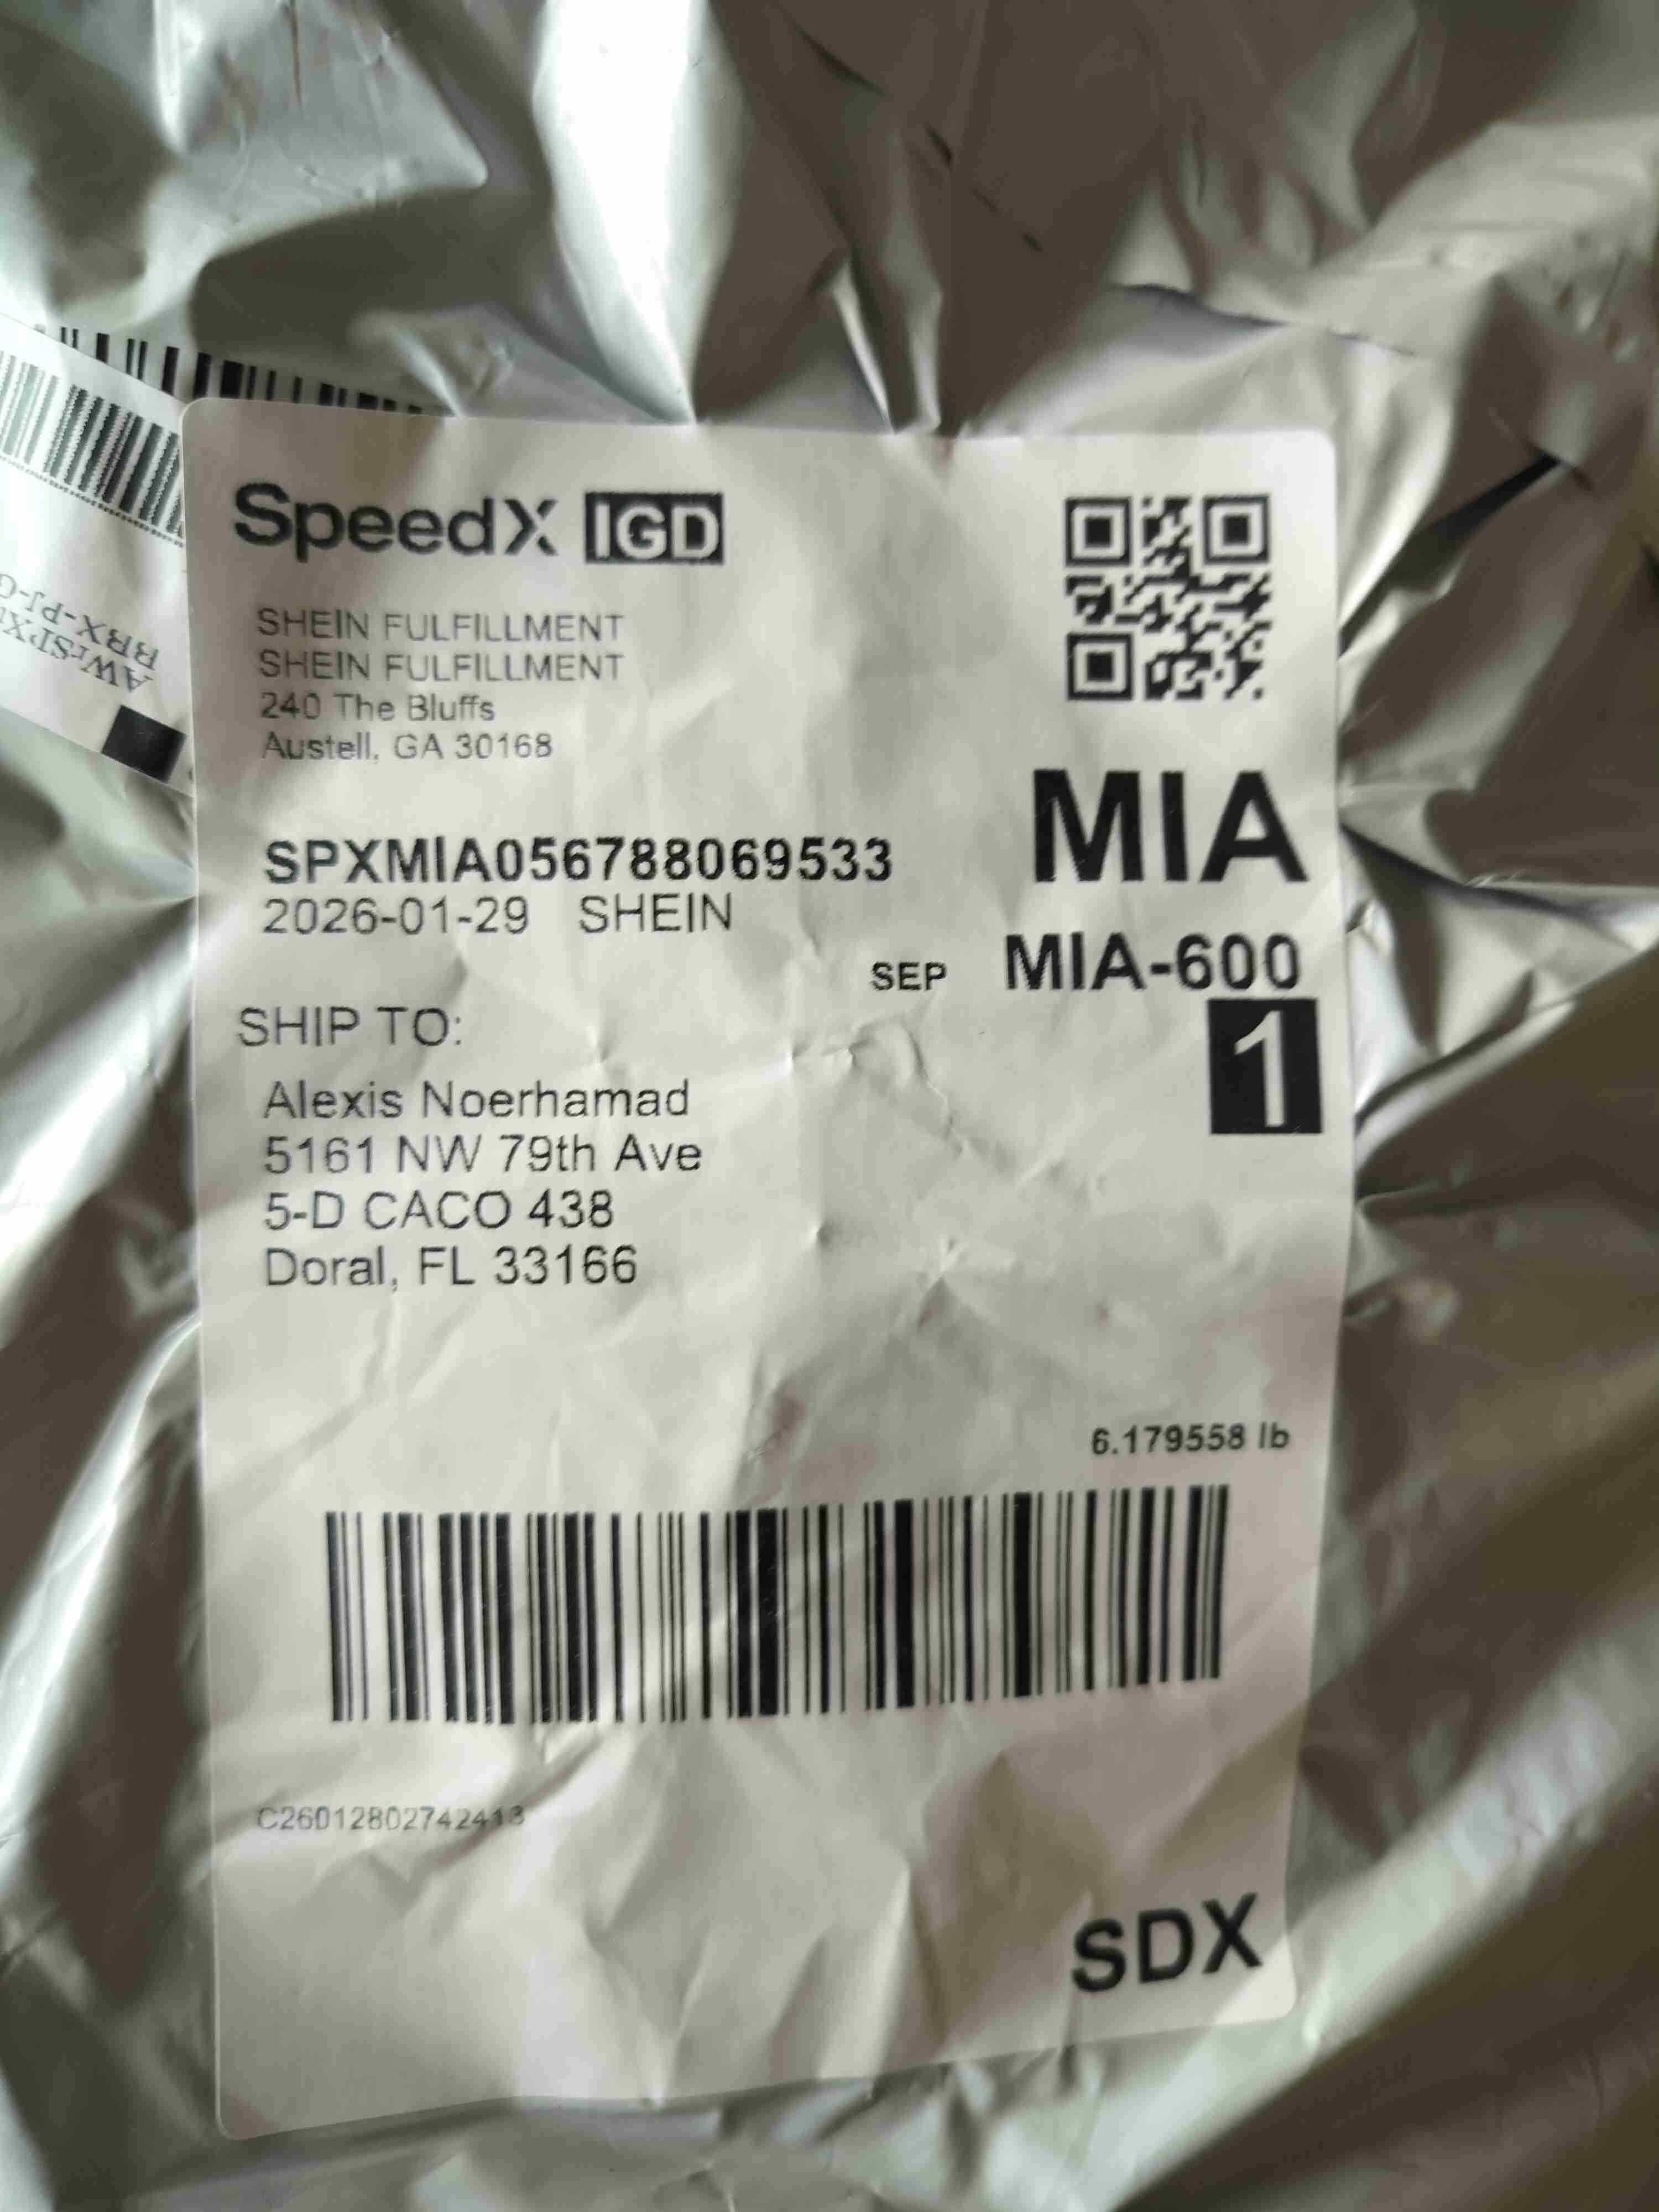 SpeedX IGD
SHEIN FULFILLMENT
SHEIN FULFILLMENT
240 The Bluffs
Austell, GA 30168
MIA
SPXMIA056788069533
2026-01-29 SHEIN
SEP MIA-600
1
SHIP TO:
Alexis Noerhamad
5161 NW 79th Ave
5-D CACO 438
Doral, FL 33166
6.179558 lb
C26012802742413
SDX